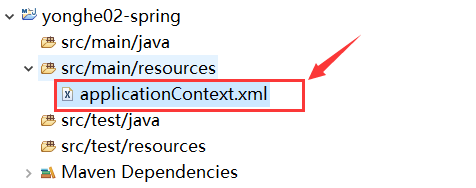 yonghe02-spring
src/main/java
src/main/resources
applicationContext.xml
src/test/java
src/test/resources
Maven Dependencies